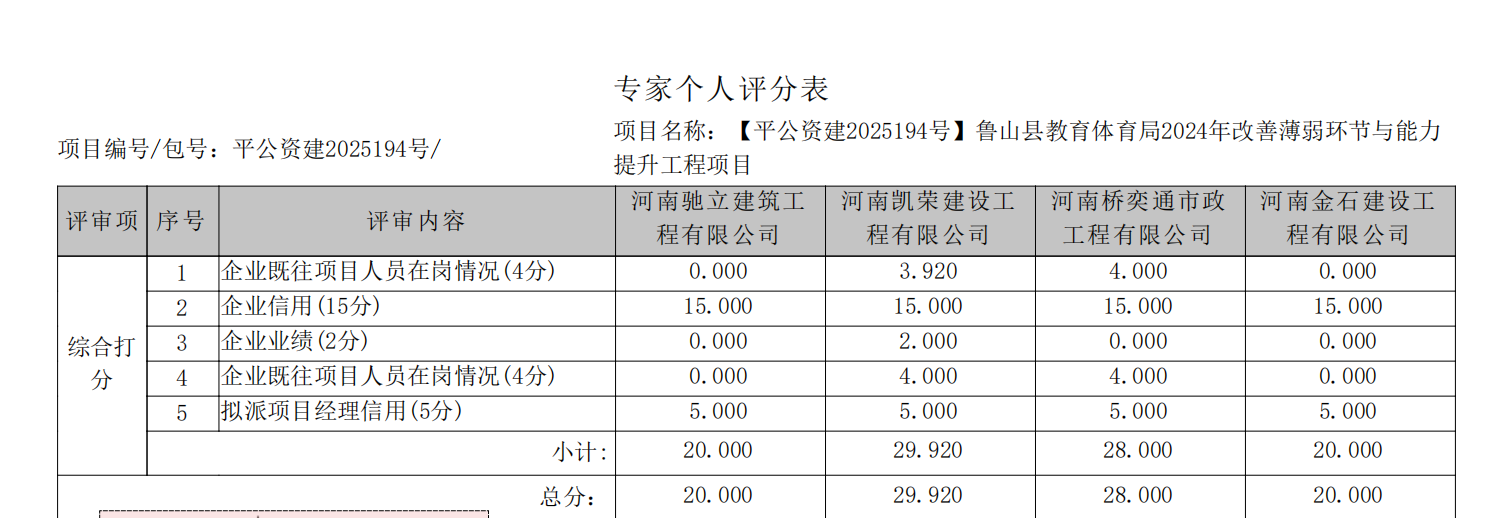 专家个人评分表
项目编号/包号：平公资建2025194号/
项目名称：【平公资建2025194号】鲁山县教育体育局2024年改善薄弱环节与能力
提升工程项目
评审项 序号 评审内容 河南驰立建筑工程有限公司 河南凯荣建设工程有限公司 河南桥奕通市政工程有限公司 河南金石建设工程有限公司
综合打分
1 企业既往项目人员在岗情况(4分) 0.000 3.920 4.000 0.000
2 企业信用(15分) 15.000 15.000 15.000 15.000
3 企业业绩(2分) 0.000 2.000 0.000 0.000
4 企业既往项目人员在岗情况(4分) 0.000 4.000 4.000 0.000
5 拟派项目经理信用(5分) 5.000 5.000 5.000 5.000
小计: 20.000 29.920 28.000 20.000
总分： 20.000 29.920 28.000 20.000